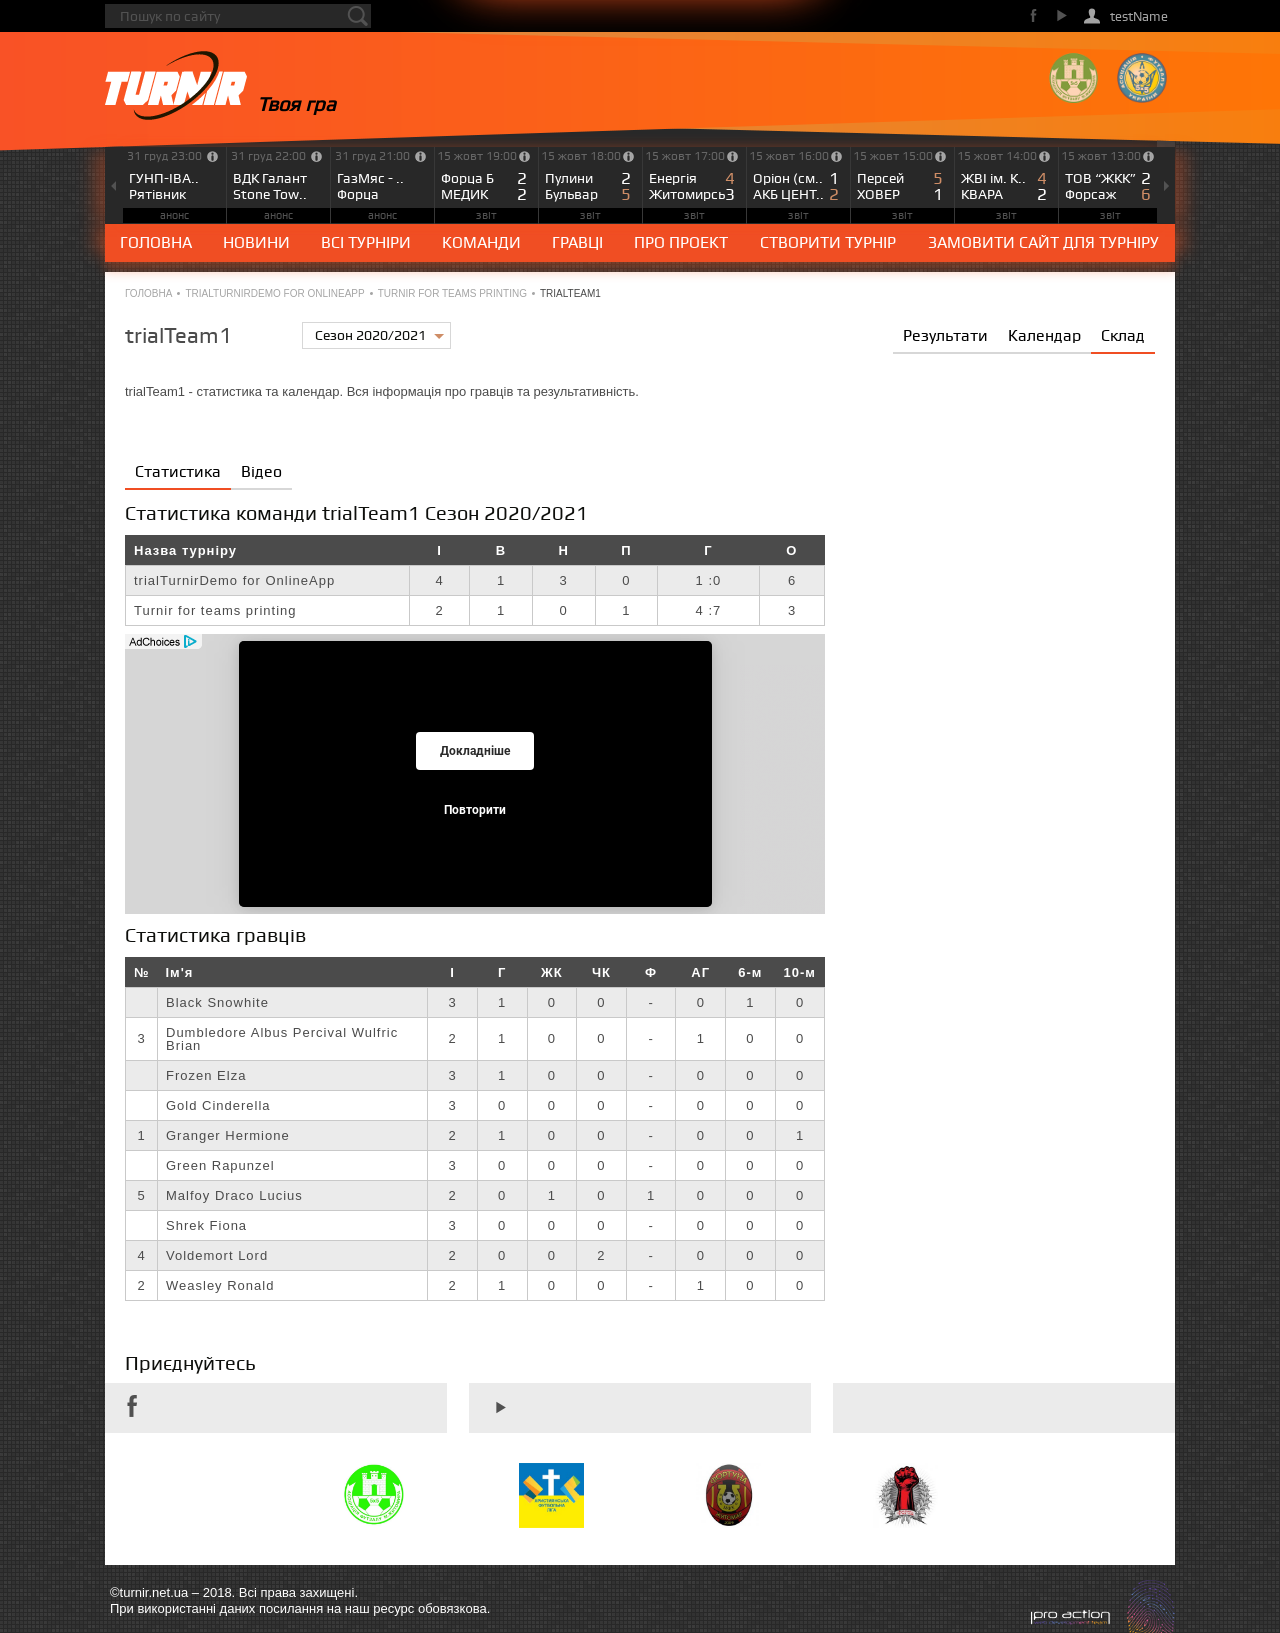 Пошук по сайту
testName
TURNIR Твоя гра
31 груд 23:00 31 груд 22:00 31 груд 21:00 15 жовт 19:00 15 жовт 18:00 15 жовт 17:00 15 жовт 16:00 15 жовт 15:00 15 жовт 14:00 15 жовт 13:00
ГУНП-ІВА.. ВДК Галант ГазМяс - .. Форца Б 2 Пулини 2 Енергія 4 Оріон (см.. 1 Персей 5 ЖВІ ім. К.. 4 ТОВ “ЖКК” 2
Рятівник Stone Tow.. Форца МЕДИК 2 Бульвар 5 Житомирсь 3 АКБ ЦЕНТ.. 2 ХОВЕР 1 КВАРА 2 Форсаж 6
анонс анонс анонс звіт звіт звіт звіт звіт звіт звіт
ГОЛОВНА НОВИНИ ВСІ ТУРНІРИ КОМАНДИ ГРАВЦІ ПРО ПРОЕКТ СТВОРИТИ ТУРНІР ЗАМОВИТИ САЙТ ДЛЯ ТУРНІРУ
ГОЛОВНА • TRIALTURNIRDEMO FOR ONLINEAPP • TURNIR FOR TEAMS PRINTING • TRIALTEAM1
trialTeam1 Сезон 2020/2021 Результати Календар Склад
trialTeam1 - статистика та календар. Вся інформація про гравців та результативність.
Статистика Відео
Статистика команди trialTeam1 Сезон 2020/2021
Назва турніру І В Н П Г О
trialTurnirDemo for OnlineApp 4 1 3 0 1 :0 6
Turnir for teams printing 2 1 0 1 4 :7 3
AdChoices
Докладніше
Повторити
Статистика гравців
№ Ім'я І Г ЖК ЧК Ф АГ 6-м 10-м
Black Snowhite 3 1 0 0 - 0 1 0
3 Dumbledore Albus Percival Wulfric 2 1 0 0 - 1 0 0
Brian
Frozen Elza 3 1 0 0 - 0 0 0
Gold Cinderella 3 0 0 0 - 0 0 0
1 Granger Hermione 2 1 0 0 - 0 0 1
Green Rapunzel 3 0 0 0 - 0 0 0
5 Malfoy Draco Lucius 2 0 1 0 1 0 0 0
Shrek Fiona 3 0 0 0 - 0 0 0
4 Voldemort Lord 2 0 0 2 - 0 0 0
2 Weasley Ronald 2 1 0 0 - 1 0 0
Приєднуйтесь
ФОРТУНА
©turnir.net.ua – 2018. Всі права захищені.
При використанні даних посилання на наш ресурс обовязкова.
pro action